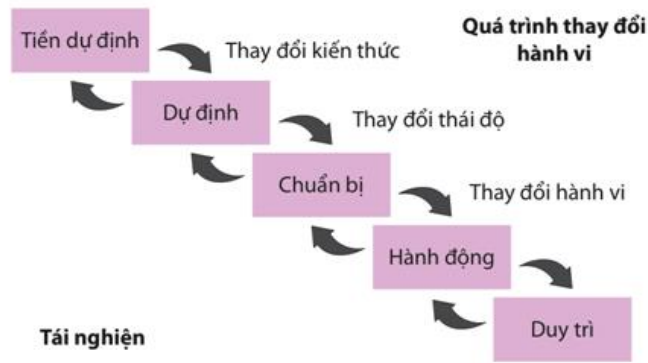 Tiền dự định
Quá trình thay đổi
hành vi
Thay đổi kiến thức
Dự định
Thay đổi thái độ
Chuẩn bị
Thay đổi hành vi
Hành động
Duy trì
Tái nghiện